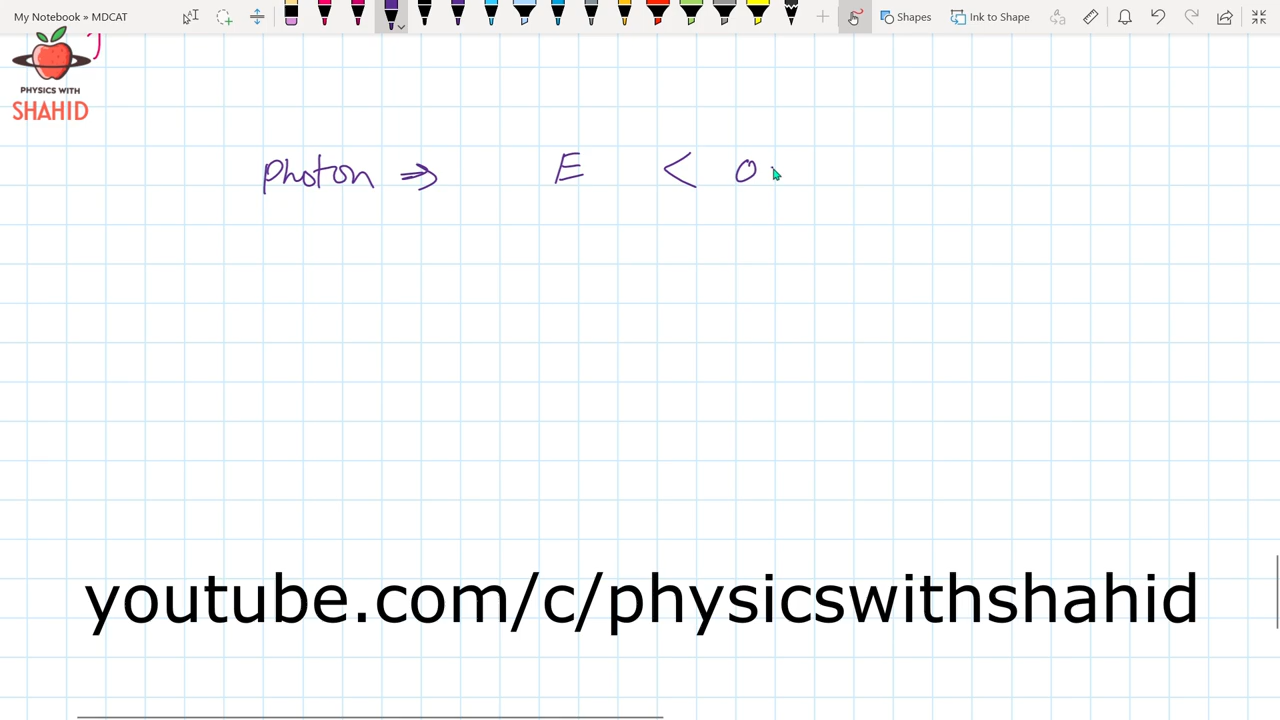 My Notebook » MDCAT
Shapes
Ink to Shape
PHYSICS WITH
SHAHID
Photon ⇒ E < 0.
youtube.com/c/physicswithshahid